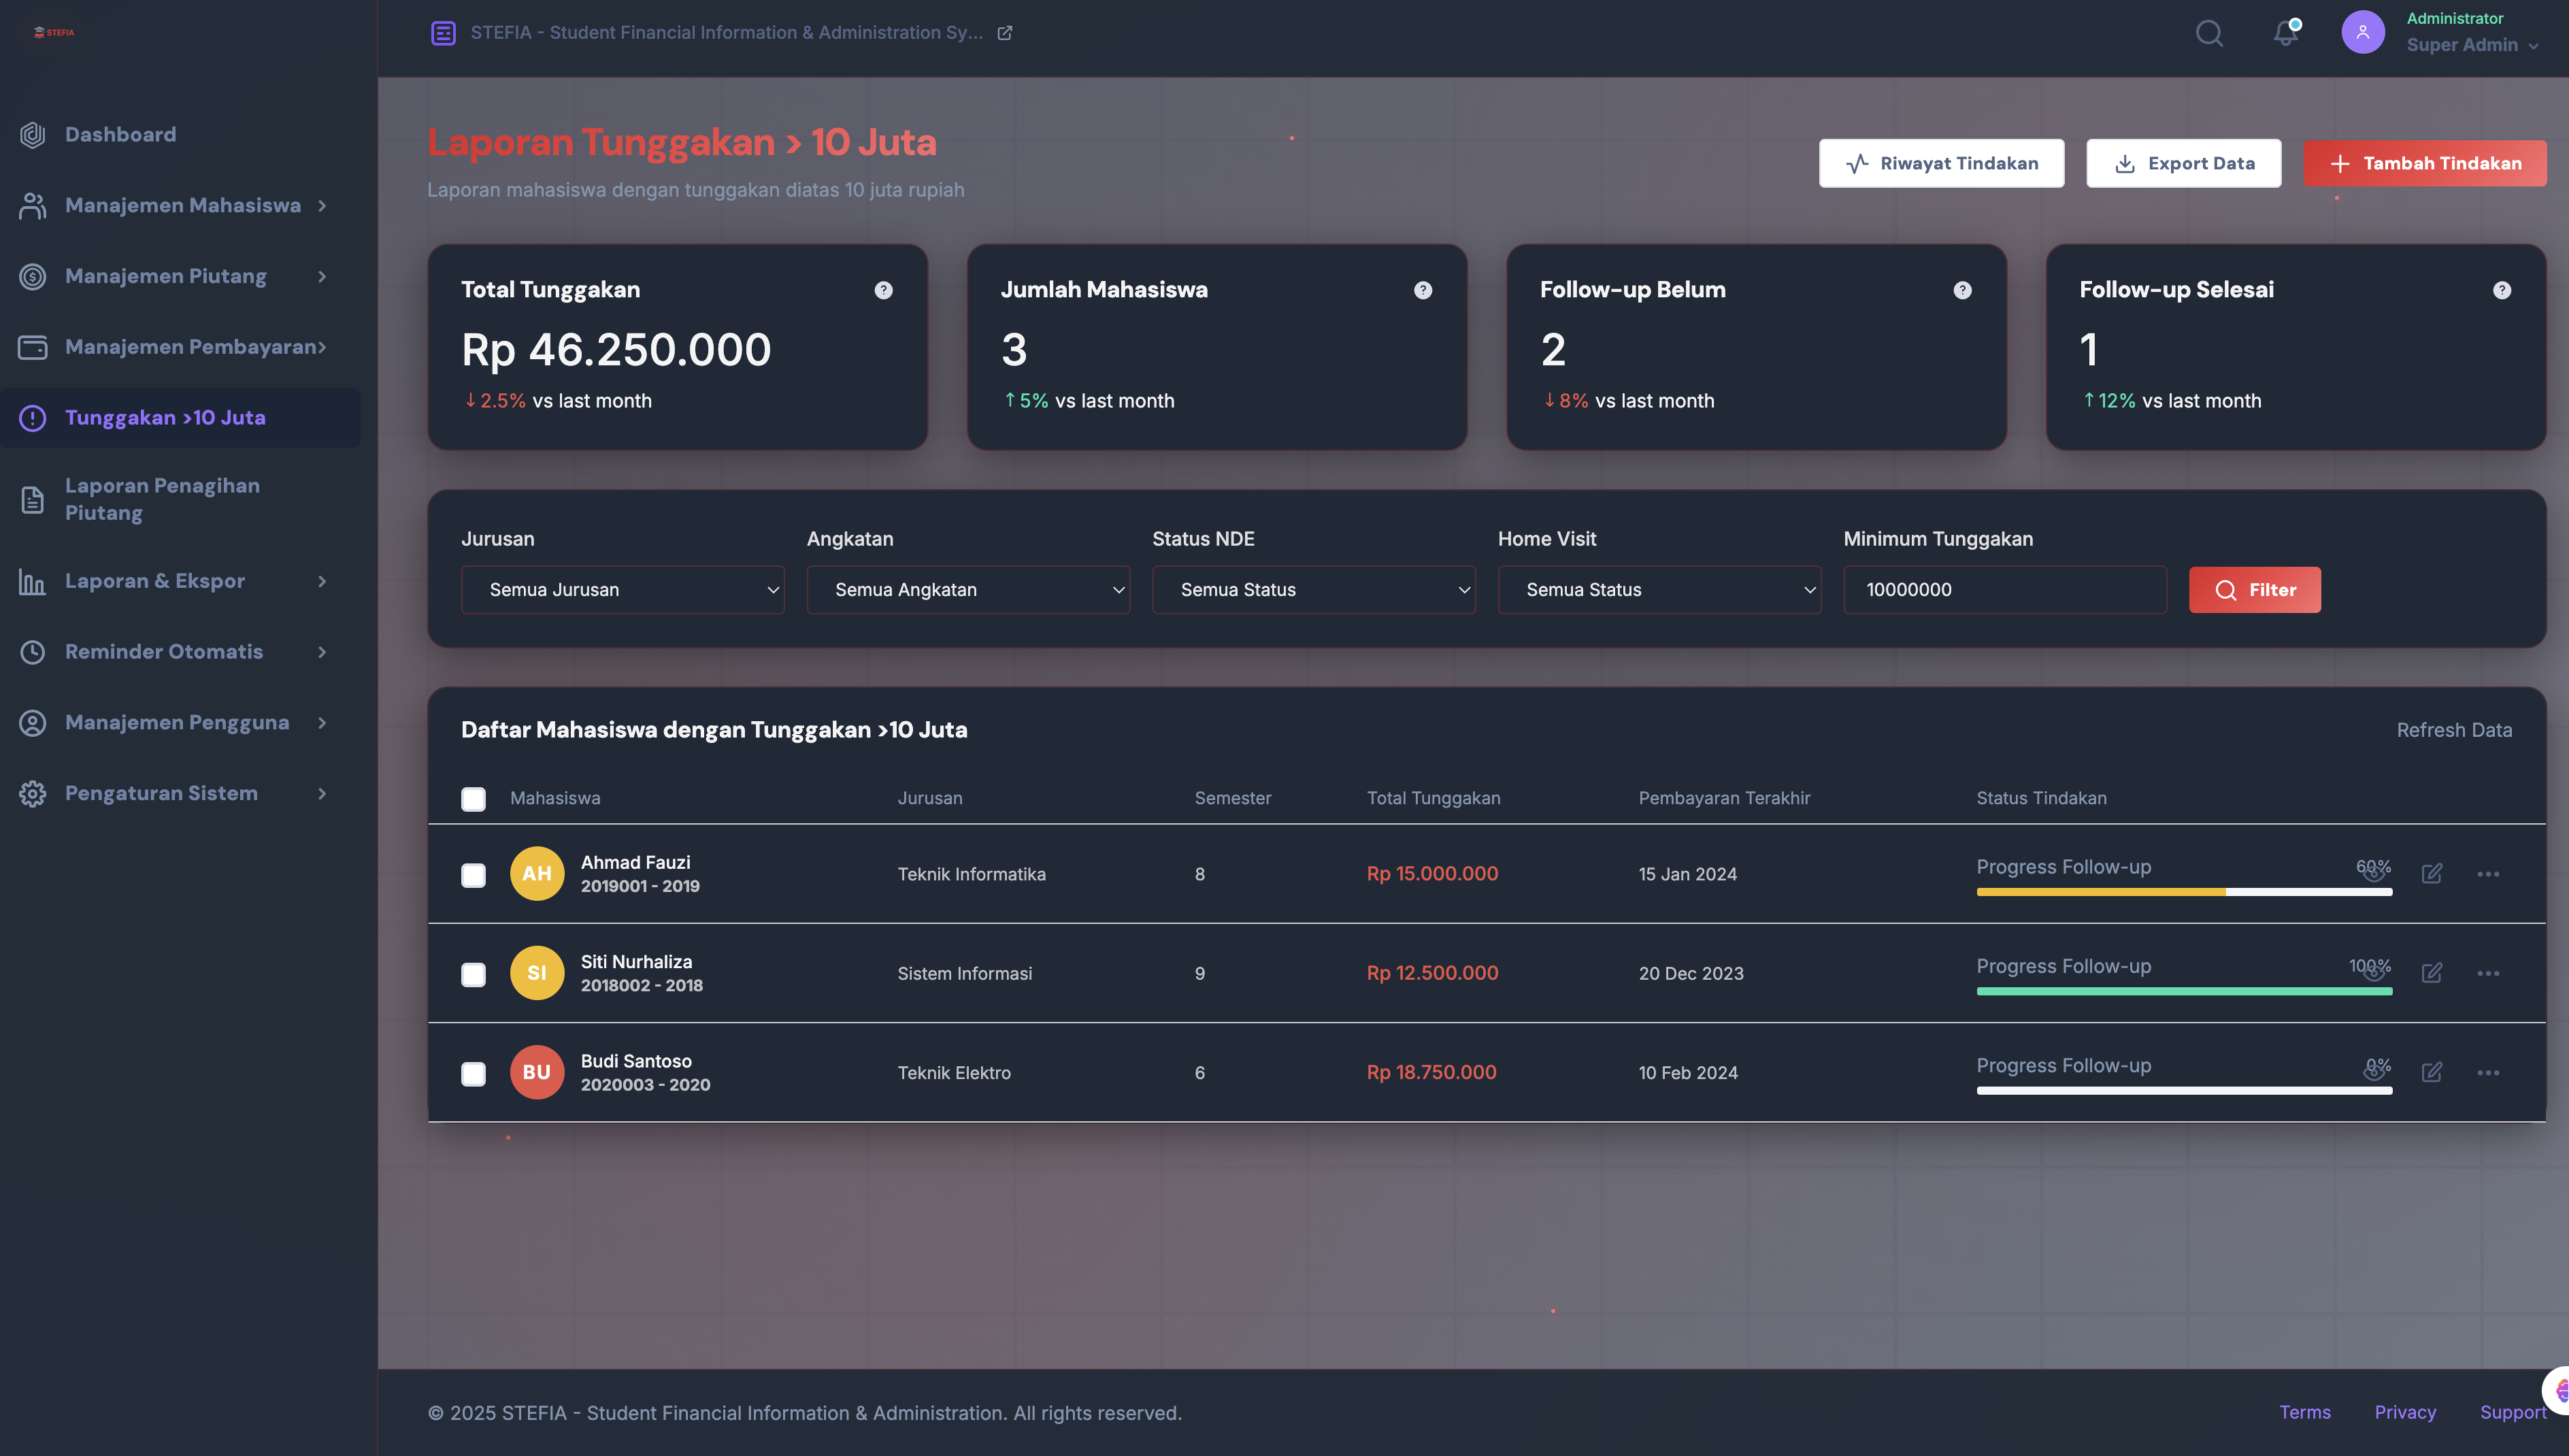 STEFIA
STEFIA - Student Financial Information & Administration Sy...
Administrator
Super Admin
Dashboard
Manajemen Mahasiswa
Manajemen Piutang
Manajemen Pembayaran
Tunggakan >10 Juta
Laporan Penagihan
Piutang
Laporan & Ekspor
Reminder Otomatis
Manajemen Pengguna
Pengaturan Sistem
Laporan Tunggakan > 10 Juta
Laporan mahasiswa dengan tunggakan diatas 10 juta rupiah
Riwayat Tindakan
Export Data
Tambah Tindakan
Total Tunggakan
Rp 46.250.000
↓ 2.5% vs last month
Jumlah Mahasiswa
3
↑ 5% vs last month
Follow-up Belum
2
↓ 8% vs last month
Follow-up Selesai
1
↑ 12% vs last month
Jurusan Angkatan Status NDE Home Visit Minimum Tunggakan
Semua Jurusan Semua Angkatan Semua Status Semua Status 10000000 Filter
Daftar Mahasiswa dengan Tunggakan >10 Juta
Refresh Data
Mahasiswa Jurusan Semester Total Tunggakan Pembayaran Terakhir Status Tindakan
AH Ahmad Fauzi
2019001 - 2019
Teknik Informatika 8 Rp 15.000.000 15 Jan 2024 Progress Follow-up 60%
SI Siti Nurhaliza
2018002 - 2018
Sistem Informasi 9 Rp 12.500.000 20 Dec 2023 Progress Follow-up 100%
BU Budi Santoso
2020003 - 2020
Teknik Elektro 6 Rp 18.750.000 10 Feb 2024 Progress Follow-up 0%
© 2025 STEFIA - Student Financial Information & Administration. All rights reserved.
Terms Privacy Support